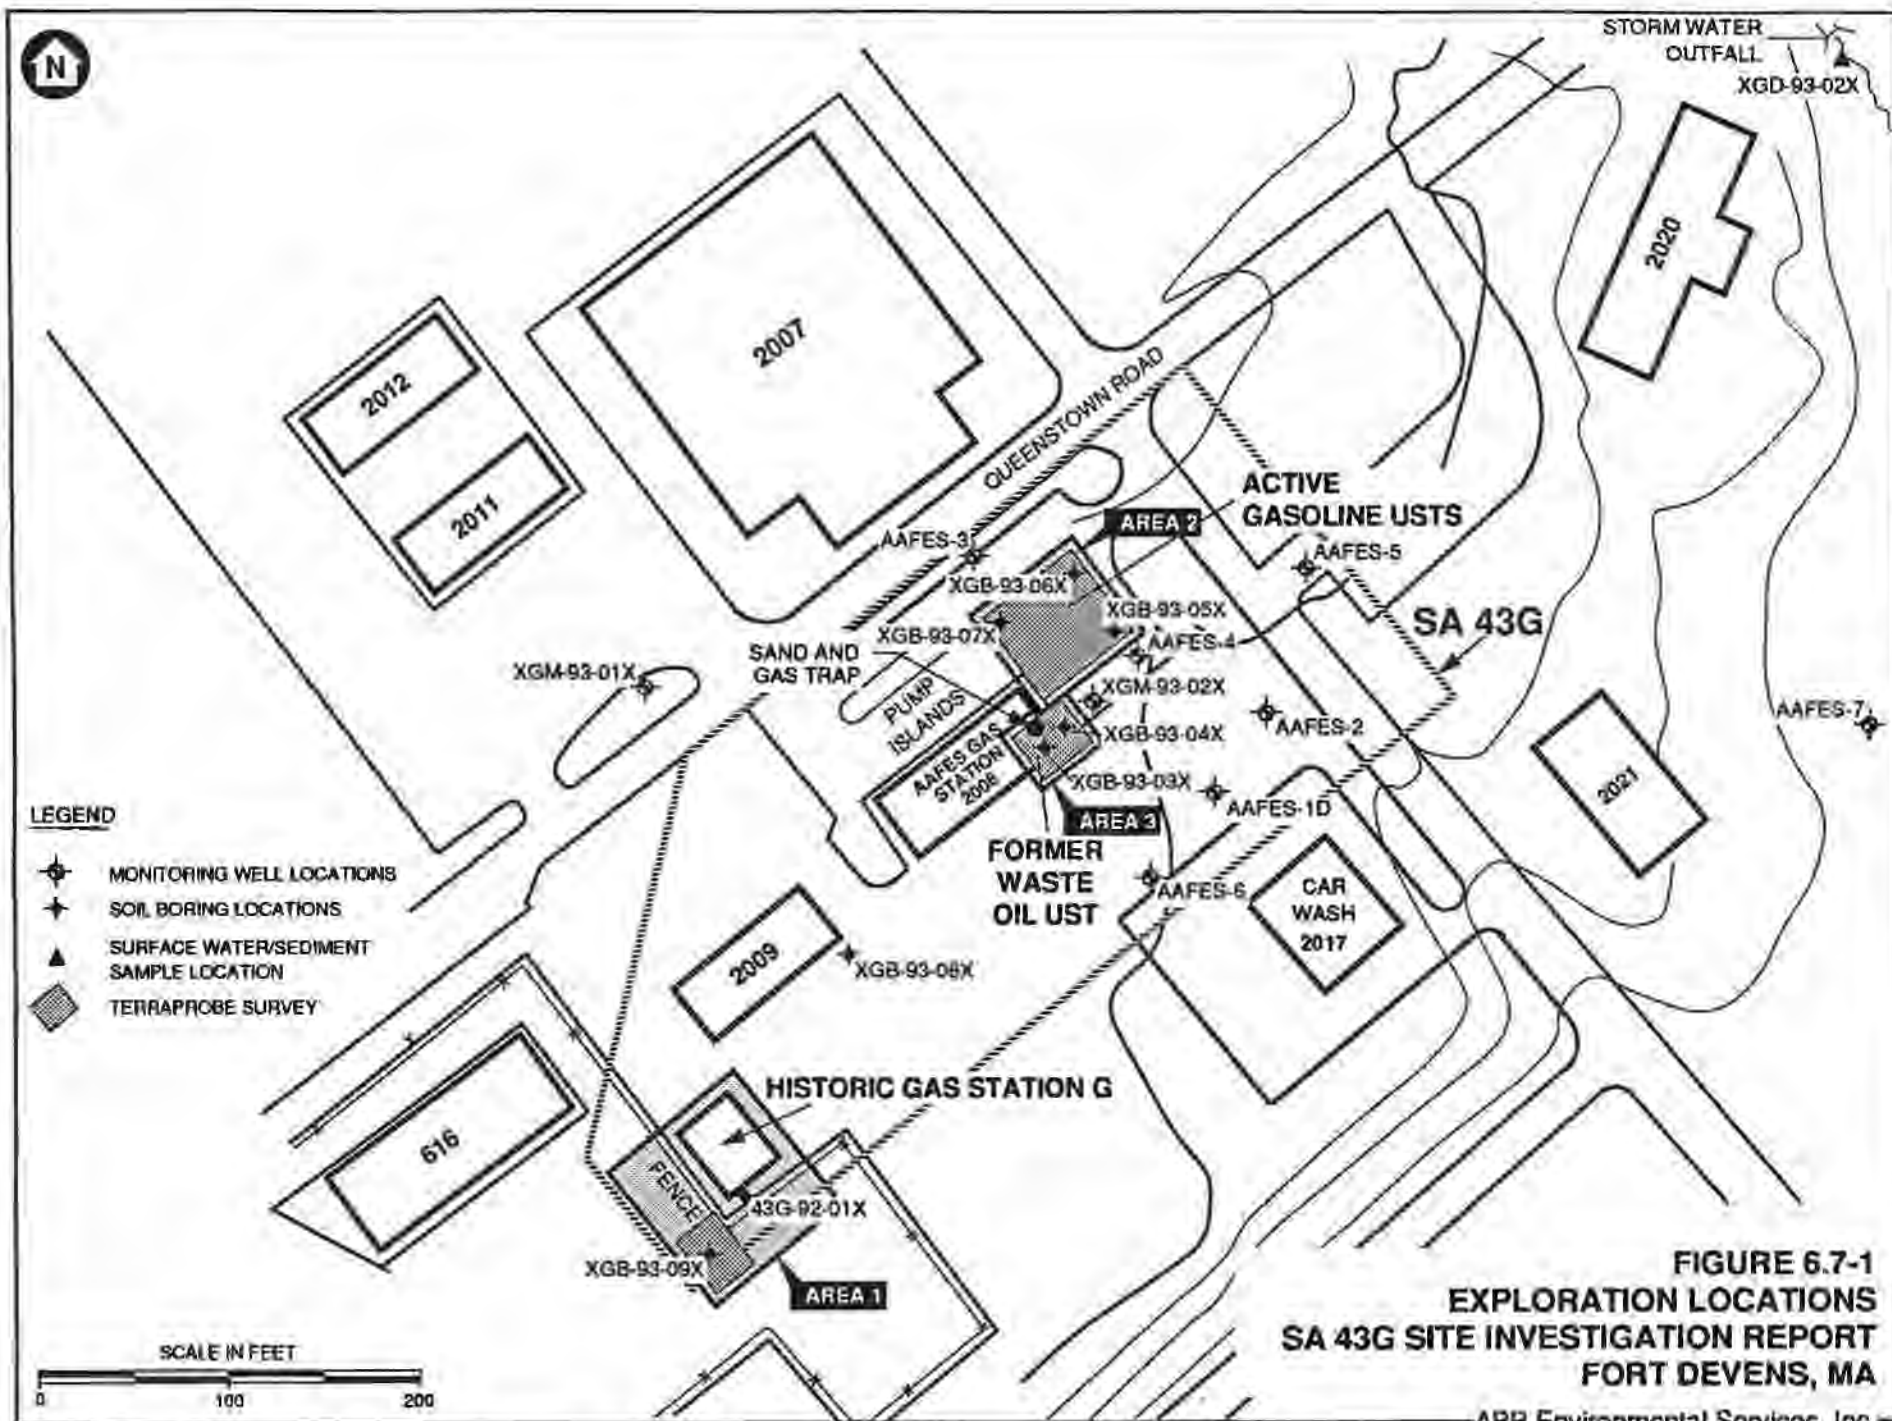 N
STORM WATER
OUTFALL
XGD-93-02X
2020
2007
2012
2011
QUEENSTOWN ROAD
ACTIVE
GASOLINE USTS
AREA 2
AAFES-3
AAFES-5
XGB-93-06X
XGB-93-05X
SA 43G
XGB-93-07X
AAFES-4
SAND AND
GAS TRAP
XGM-93-01X
PUMP
ISLANDS
XGM-93-02X
AAFES-7
AAFES-2
XGB-93-04X
AAFES GAS
STATION
2008
XGB-93-03X
2021
AAFES-1D
AREA 3
FORMER
WASTE
OIL UST
AAFES-6
CAR
WASH
2017
LEGEND
MONITORING WELL LOCATIONS
SOIL BORING LOCATIONS
SURFACE WATER/SEDIMENT
SAMPLE LOCATION
TERRAPROBE SURVEY
2009
XGB-93-08X
HISTORIC GAS STATION G
616
FENCE
43G-92-01X
XGB-93-09X
AREA 1
SCALE IN FEET
0 100 200
FIGURE 6.7-1
EXPLORATION LOCATIONS
SA 43G SITE INVESTIGATION REPORT
FORT DEVENS, MA
ABB Environmental Services, Inc.